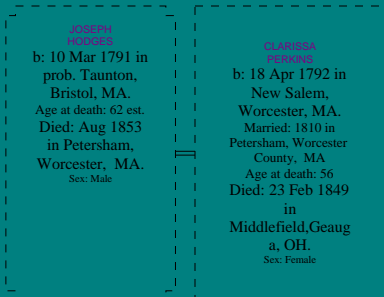 JOSEPH
HODGES
b: 10 Mar 1791 in
prob. Taunton,
Bristol, MA.
Age at death: 62 est.
Died: Aug 1853
in Petersham,
Worcester, MA.
Sex: Male
CLARISSA
PERKINS
b: 18 Apr 1792 in
New Salem,
Worcester, MA.
Married: 1810 in
Petersham, Worcester
County, MA
Age at death: 56
Died: 23 Feb 1849
in
Middlefield,Geaug
a, OH.
Sex: Female